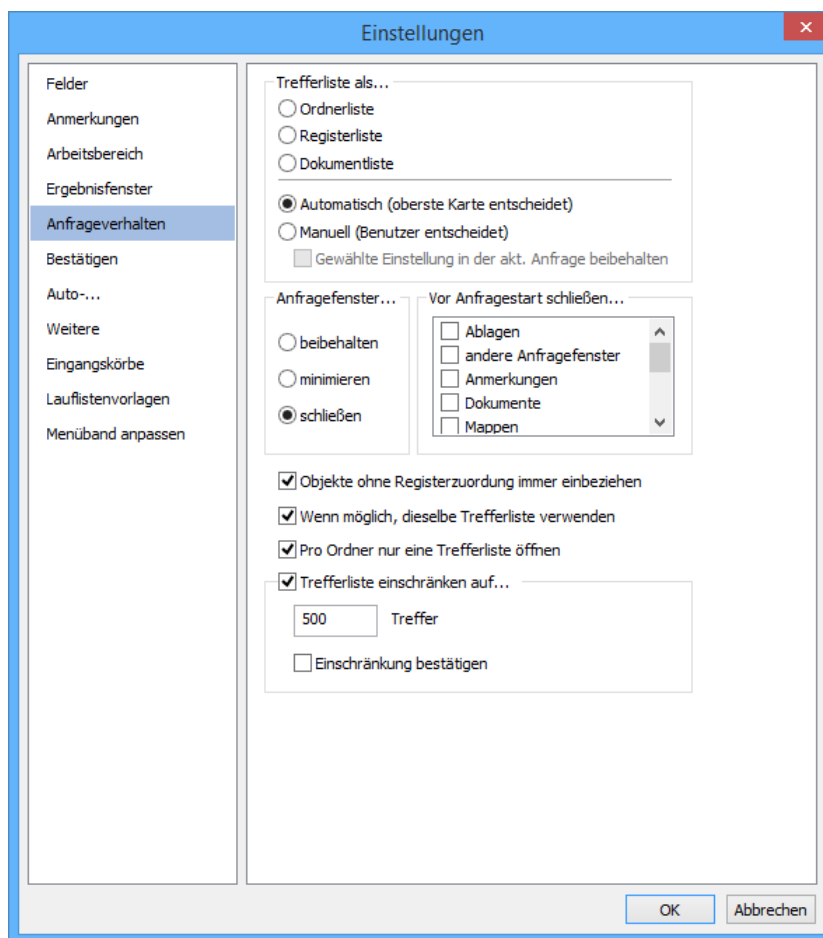 Einstellungen
Felder
Anmerkungen
Arbeitsbereich
Ergebnisfenster
Anfrageverhalten
Bestätigen
Auto-...
Weitere
Eingangskörbe
Lauflistenvorlagen
Menüband anpassen
Trefferliste als...
Ordnerliste
Registerliste
Dokumentliste
Automatisch (oberste Karte entscheidet)
Manuell (Benutzer entscheidet)
Gewählte Einstellung in der akt. Anfrage beibehalten
Anfragefenster...
beibehalten
minimieren
schließen
Vor Anfragestart schließen...
Ablagen
andere Anfragefenster
Anmerkungen
Dokumente
Mappen
Objekte ohne Registerzuordung immer einbeziehen
Wenn möglich, dieselbe Trefferliste verwenden
Pro Ordner nur eine Trefferliste öffnen
Trefferliste einschränken auf...
500 Treffer
Einschränkung bestätigen
OK Abbrechen